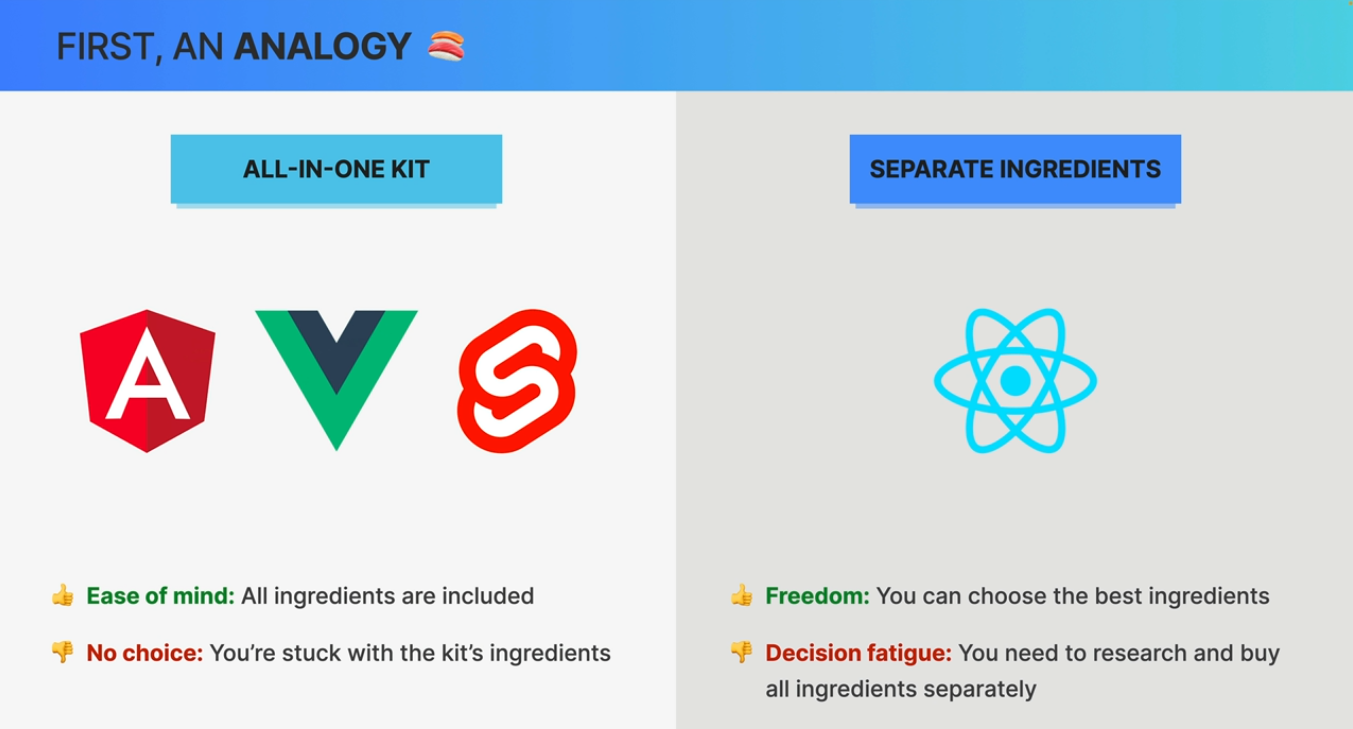 FIRST, AN ANALOGY
ALL-IN-ONE KIT
SEPARATE INGREDIENTS
Ease of mind: All ingredients are included
No choice: You’re stuck with the kit’s ingredients
Freedom: You can choose the best ingredients
Decision fatigue: You need to research and buy
all ingredients separately